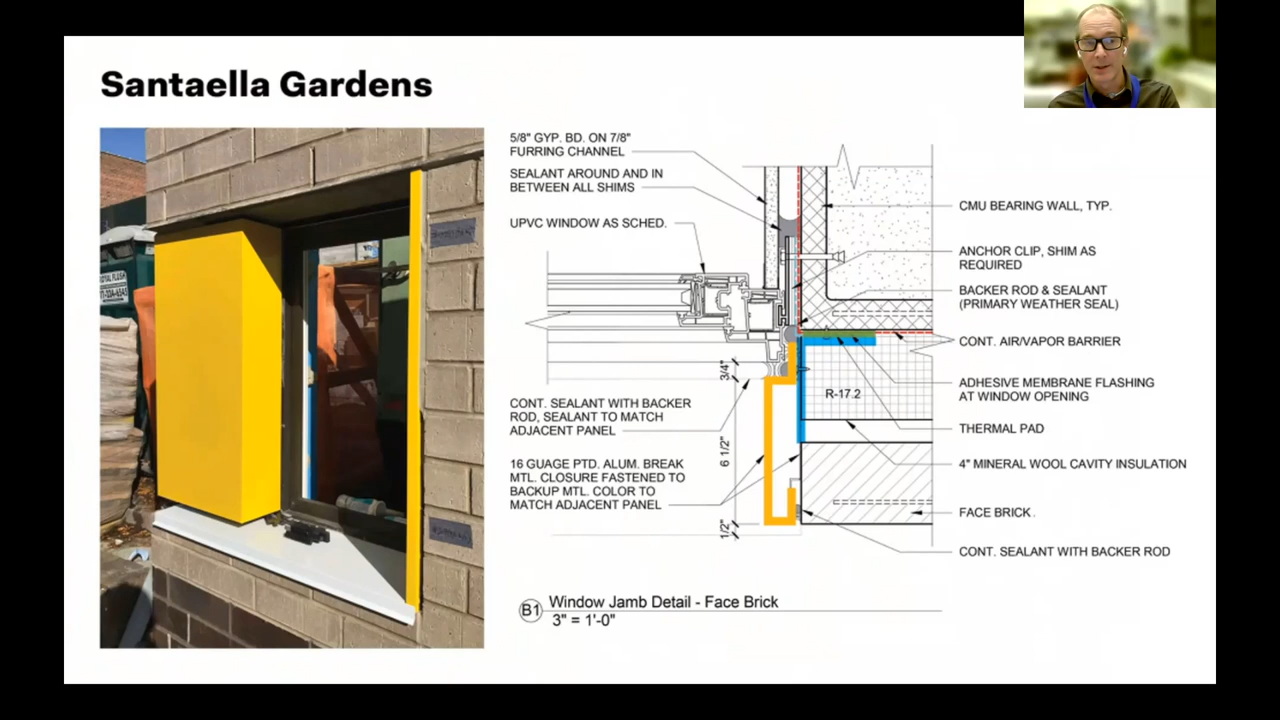 Santaella Gardens
5/8" GYP. BD. ON 7/8"
FURRING CHANNEL
SEALANT AROUND AND IN
BETWEEN ALL SHIMS
UPVC WINDOW AS SCHED.
CONT. SEALANT WITH BACKER
ROD, SEALANT TO MATCH
ADJACENT PANEL
16 GUAGE PTD. ALUM. BREAK
MTL. CLOSURE FASTENED TO
BACKUP MTL. COLOR TO
MATCH ADJACENT PANEL
3/4"
6 1/2"
1/2"
R-17.2
CMU BEARING WALL, TYP.
ANCHOR CLIP, SHIM AS
REQUIRED
BACKER ROD & SEALANT
(PRIMARY WEATHER SEAL)
CONT. AIR/VAPOR BARRIER
ADHESIVE MEMBRANE FLASHING
AT WINDOW OPENING
THERMAL PAD
4" MINERAL WOOL CAVITY INSULATION
FACE BRICK
CONT. SEALANT WITH BACKER ROD
B1
Window Jamb Detail - Face Brick
3" = 1'-0"